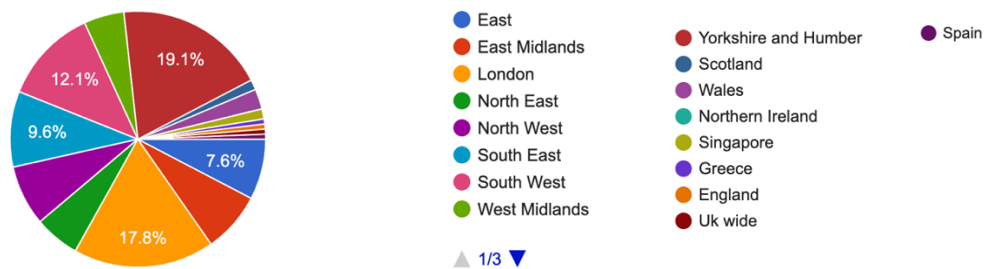 19.1%
12.1%
9.6%
7.6%
17.8%
East
East Midlands
London
North East
North West
South East
South West
West Midlands
1/3
Yorkshire and Humber
Scotland
Wales
Northern Ireland
Singapore
Greece
England
Uk wide
Spain